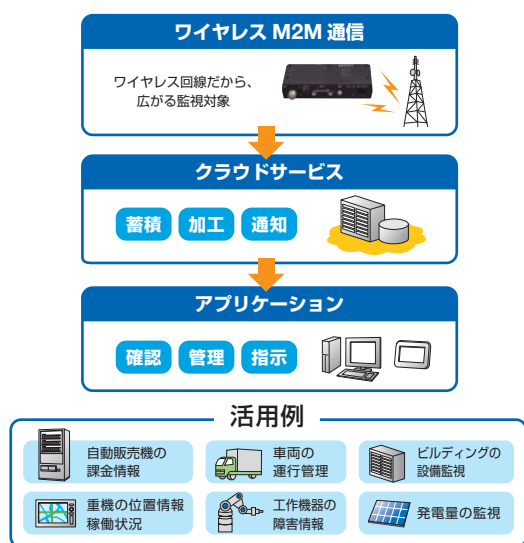 ワイヤレス M2M 通信
ワイヤレス回線だから、
広がる監視対象
クラウドサービス
蓄積 加工 通知
アプリケーション
確認 管理 指示
活用例
自動販売機の
課金情報
車両の
運行管理
ビルディングの
設備監視
重機の位置情報
稼働状況
工作機器の
障害情報
発電量の監視